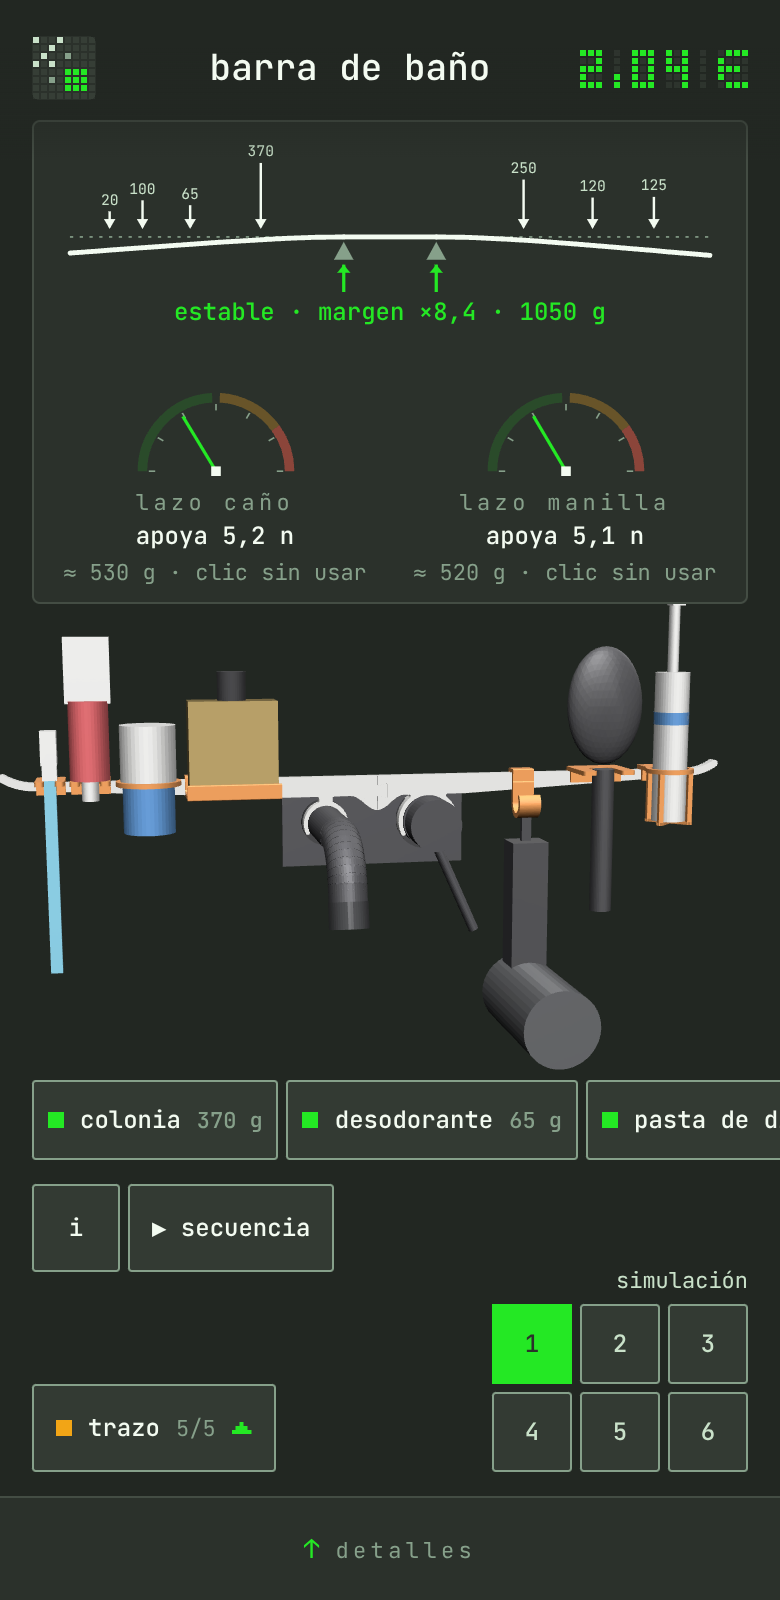 barra de baño
2.04 €
370
250
20 100 65
120 125
estable · margen ×8,4 · 1050 g
lazo caño
lazo manilla
apoya 5,2 n
apoya 5,1 n
≈ 530 g · clic sin usar
≈ 520 g · clic sin usar
colonia 370 g
desodorante 65 g
pasta de d
i
▶ secuencia
simulación
1 2 3
trazo 5/5
4 5 6
↑ detalles